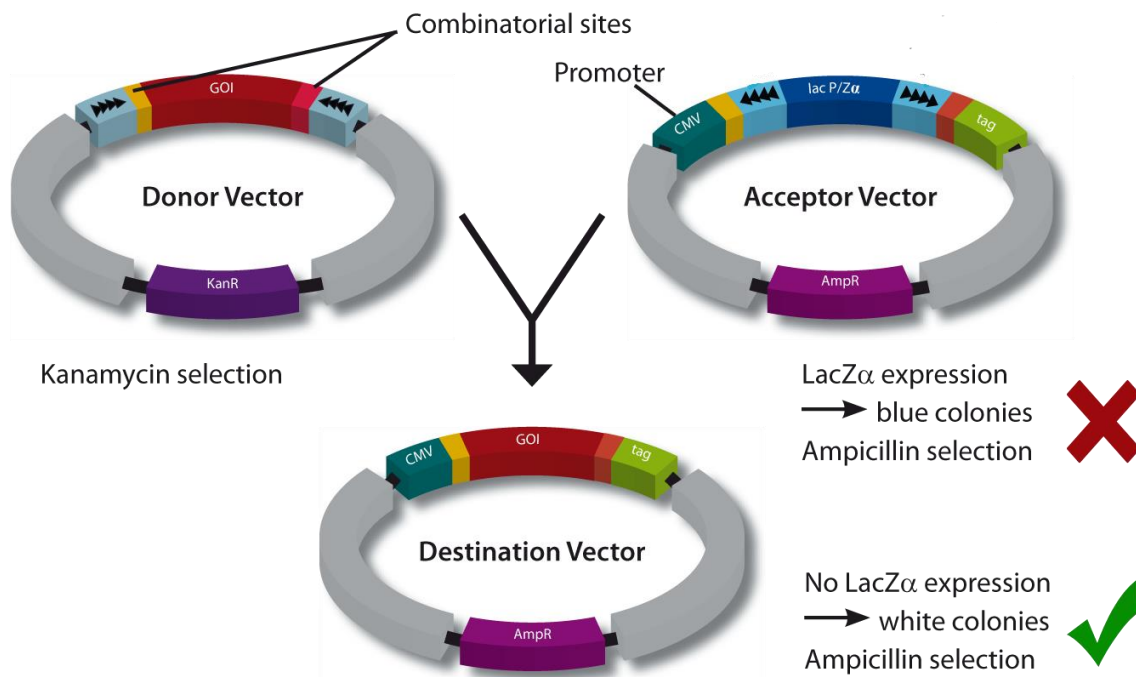 Combinatorial sites
GOI
Promoter
CMV
lac P/Zα
tag
Donor Vector
Acceptor Vector
KanR
AmpR
Kanamycin selection
LacZα expression
blue colonies
Ampicillin selection
CMV
GOI
tag
Destination Vector
AmpR
No LacZα expression
white colonies
Ampicillin selection